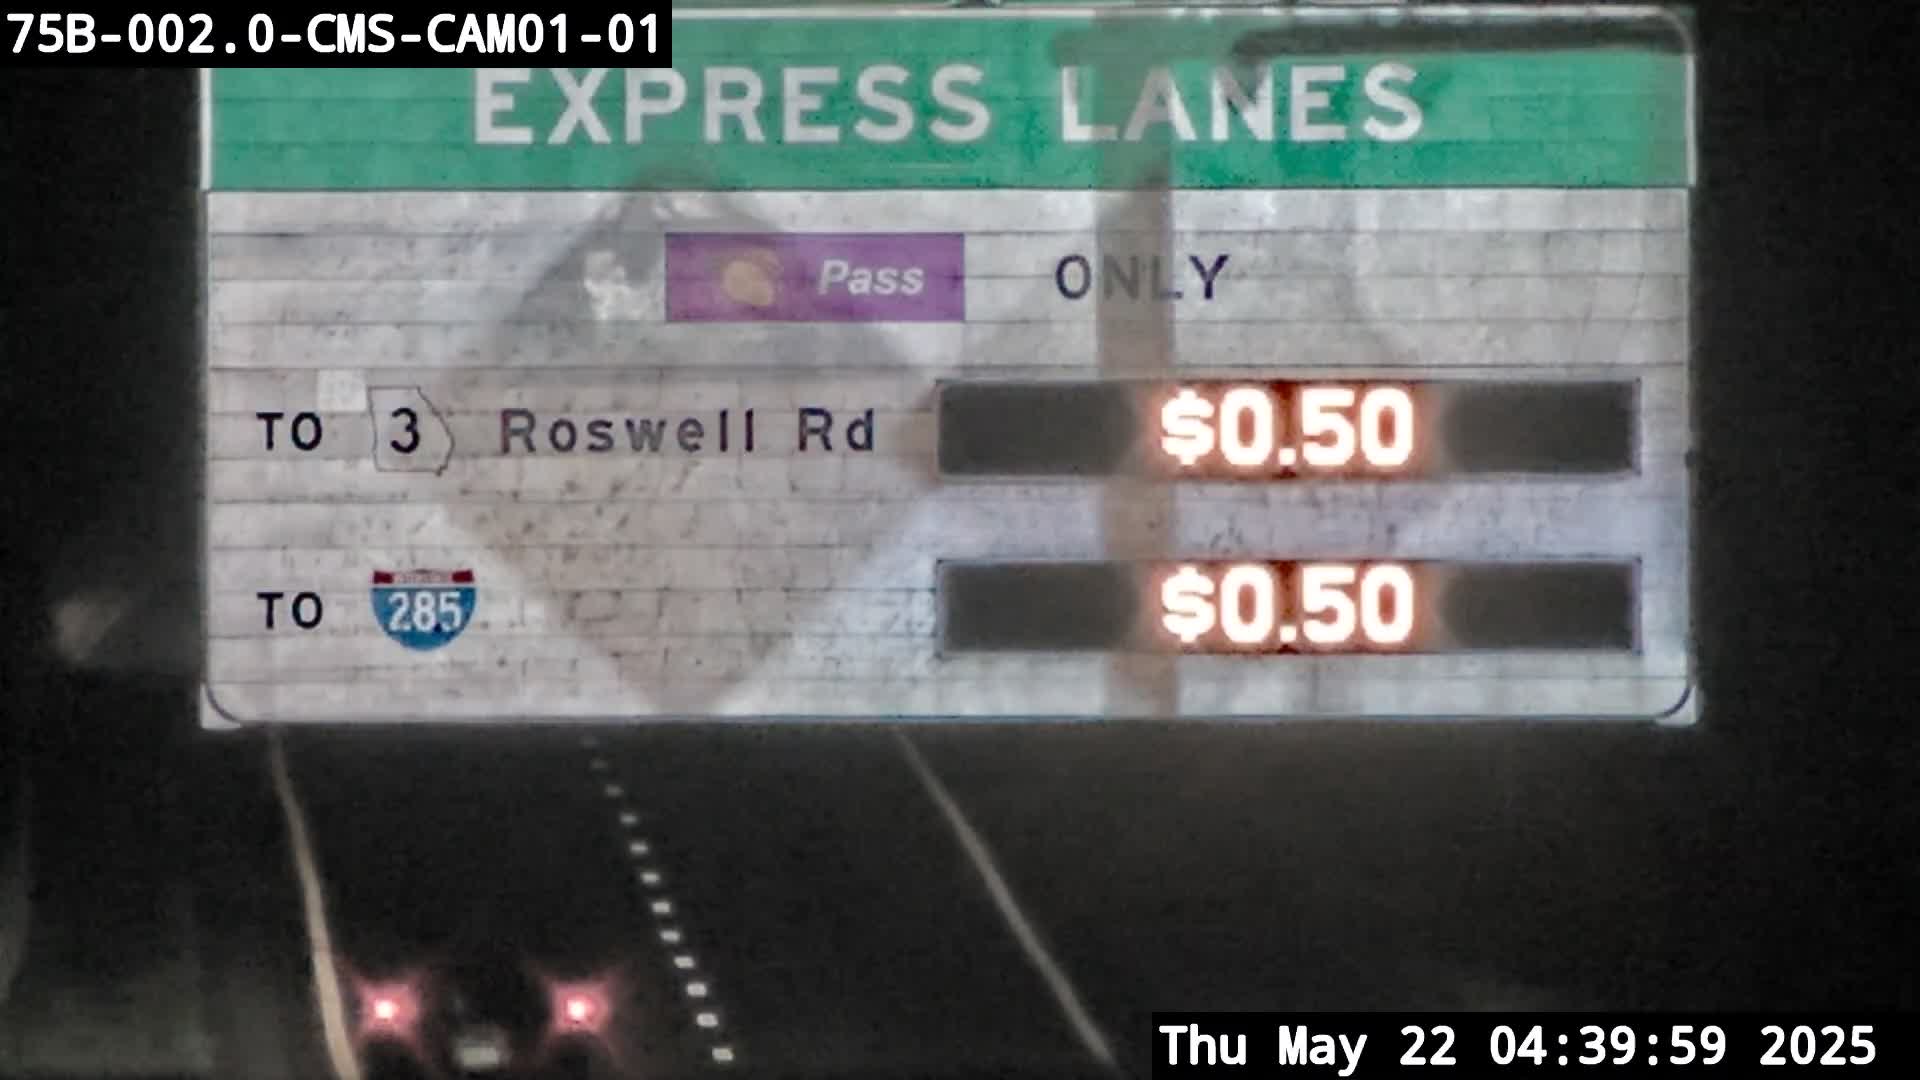 75B-002.0-CMS-CAM01-01
EXPRESS LANES
Pass ONLY
TO 3 Roswell Rd $0.50
TO 285 $0.50
Thu May 22 04:39:59 2025